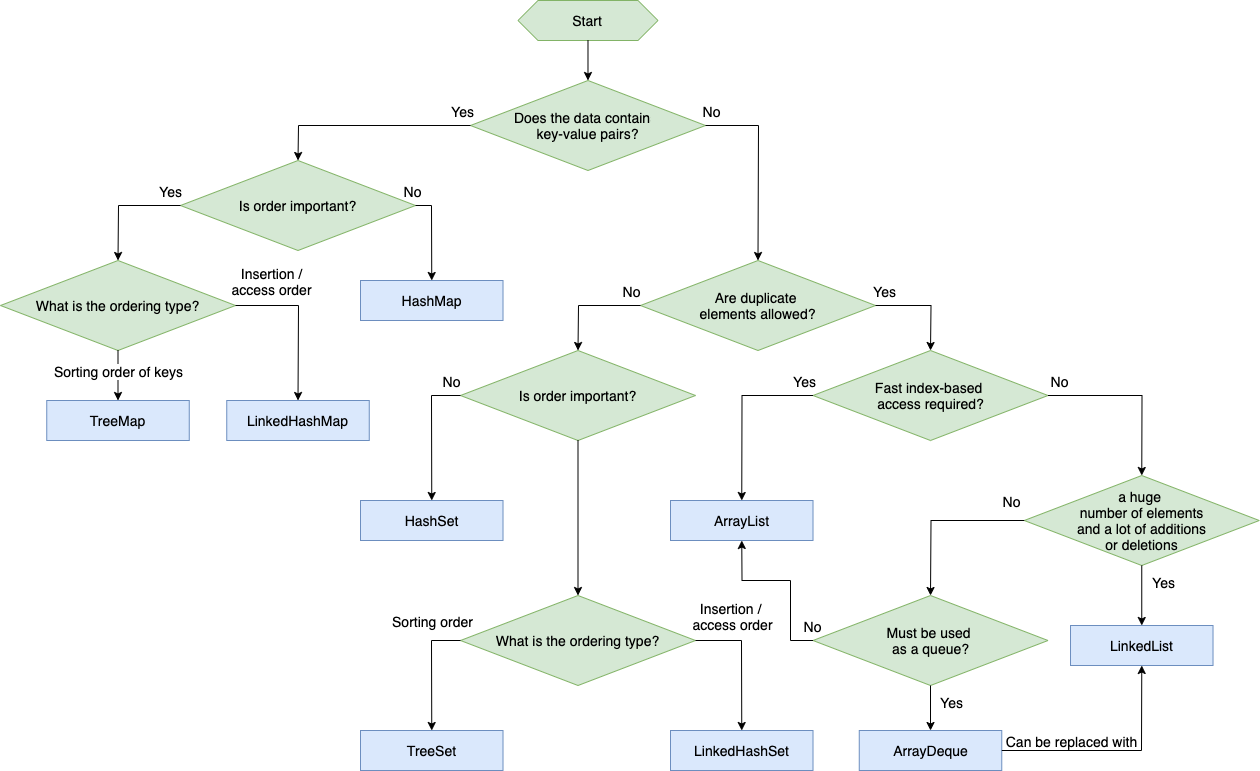 Start
Does the data contain
key-value pairs?
Yes
No
Is order important?
Yes
No
What is the ordering type?
Insertion /
access order
HashMap
Sorting order of keys
TreeMap
LinkedHashMap
Are duplicate
elements allowed?
No
Yes
Is order important?
No
Fast index-based
access required?
Yes
No
HashSet
ArrayList
a huge
number of elements
and a lot of additions
or deletions
No
Yes
What is the ordering type?
Sorting order
Insertion /
access order
Must be used
as a queue?
No
Yes
LinkedList
TreeSet
LinkedHashSet
ArrayDeque
Can be replaced with